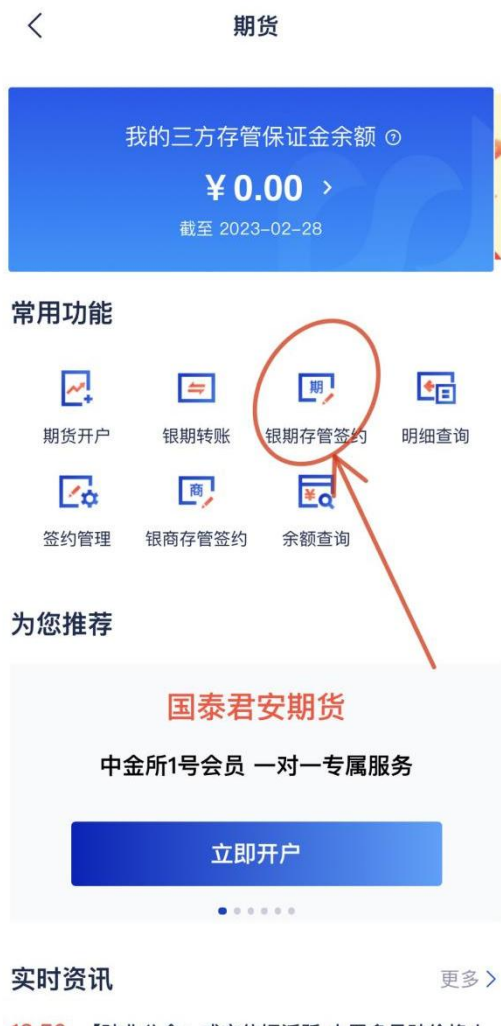 期货
我的三方存管保证金余额
¥ 0.00
截至 2023-02-28
常用功能
期货开户 银期转账 银期存管签约 明细查询
签约管理 银商存管签约 余额查询
为您推荐
国泰君安期货
中金所1号会员 一对一专属服务
立即开户
实时资讯 更多